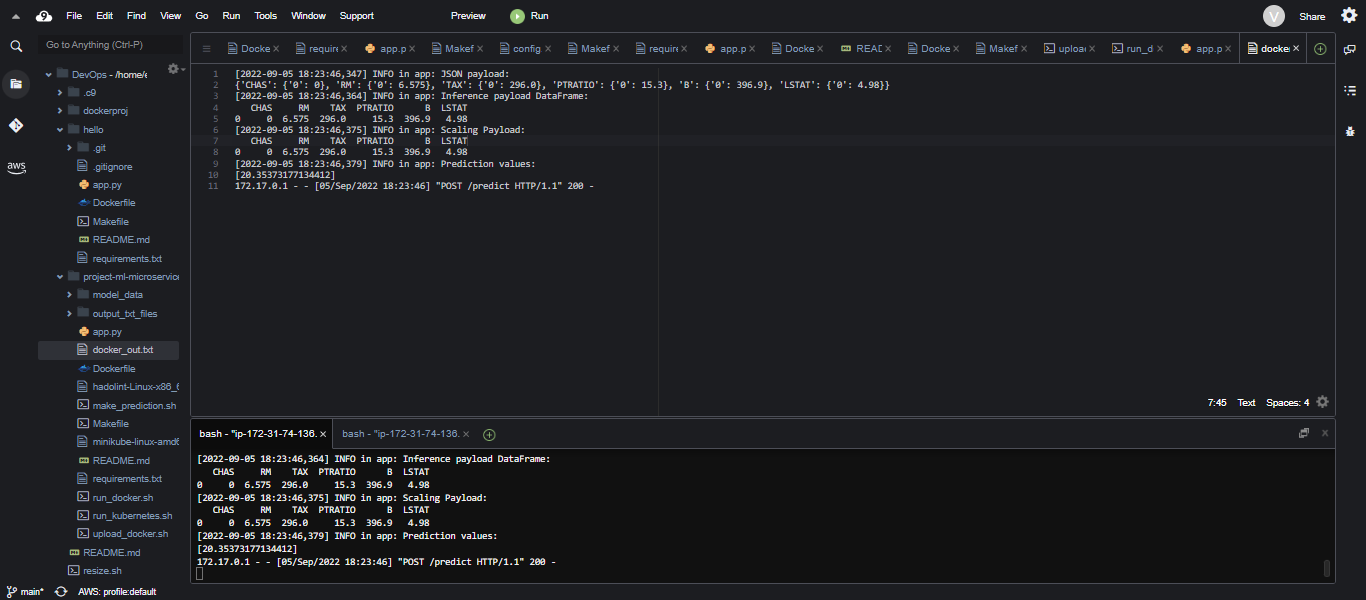 File Edit Find View Go Run Tools Window Support Preview Run V Share
Go to Anything (Ctrl-P)
DevOps - /home/e
.c9
dockerproj
hello
.git
.gitignore
app.py
Dockerfile
Makefile
README.md
requirements.txt
project-ml-microservice
model_data
output_txt_files
app.py
docker_out.txt
Dockerfile
hadolint-Linux-x86_6
make_prediction.sh
Makefile
minikube-linux-amd6
README.md
requirements.txt
run_docker.sh
run_kubernetes.sh
upload_docker.sh
README.md
resize.sh
aws
Docke require app.p Makef config Makef require app.p Docke READ Docke Makef uploa run_d app.p docke
1 [2022-09-05 18:23:46,347] INFO in app: JSON payload:
2 {'CHAS': {'0': 0}, 'RM': {'0': 6.575}, 'TAX': {'0': 296.0}, 'PTRATIO': {'0': 15.3}, 'B': {'0': 396.9}, 'LSTAT': {'0': 4.98}}
3 [2022-09-05 18:23:46,364] INFO in app: Inference payload DataFrame:
4 CHAS RM TAX PTRATIO B LSTAT
5 0 0 6.575 296.0 15.3 396.9 4.98
6 [2022-09-05 18:23:46,375] INFO in app: Scaling Payload:
7 CHAS RM TAX PTRATIO B LSTAT
8 0 0 6.575 296.0 15.3 396.9 4.98
9 [2022-09-05 18:23:46,379] INFO in app: Prediction values:
10 [20.35373177134412]
11 172.17.0.1 - - [05/Sep/2022 18:23:46] "POST /predict HTTP/1.1" 200 -
7:45 Text Spaces: 4
bash - "ip-172-31-74-136. bash - "ip-172-31-74-136.
[2022-09-05 18:23:46,364] INFO in app: Inference payload DataFrame:
CHAS RM TAX PTRATIO B LSTAT
0 0 6.575 296.0 15.3 396.9 4.98
[2022-09-05 18:23:46,375] INFO in app: Scaling Payload:
CHAS RM TAX PTRATIO B LSTAT
0 0 6.575 296.0 15.3 396.9 4.98
[2022-09-05 18:23:46,379] INFO in app: Prediction values:
[20.35373177134412]
172.17.0.1 - - [05/Sep/2022 18:23:46] "POST /predict HTTP/1.1" 200 -
main* AWS: profile:default